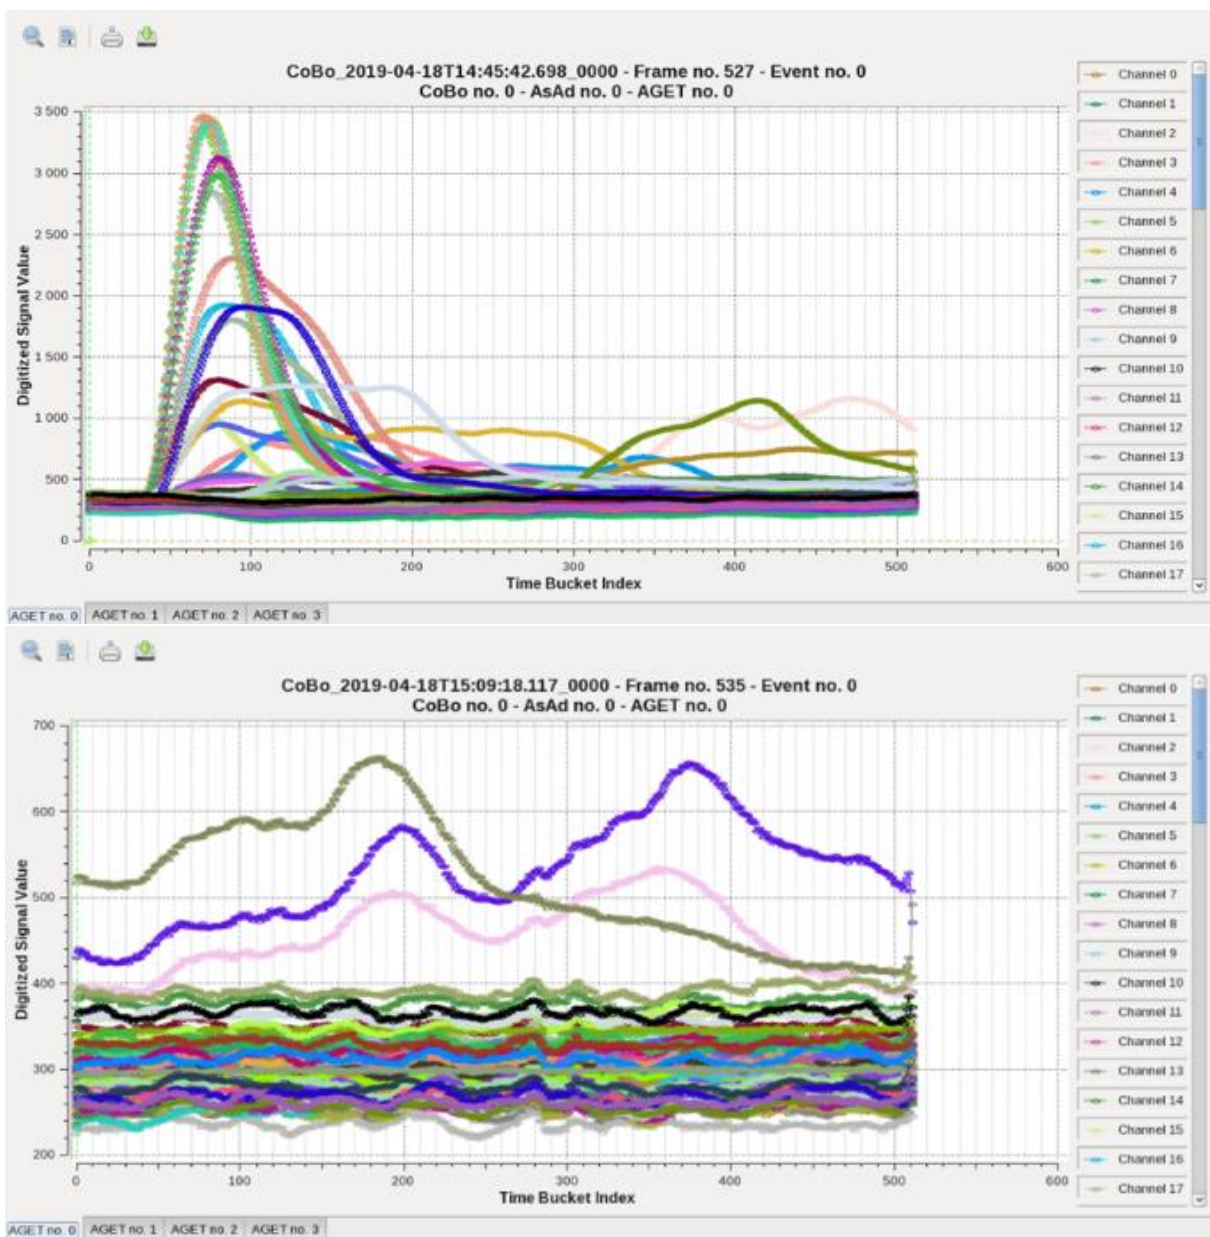 CoBo_2019-04-18T14:45:42.698_0000 - Frame no. 527 - Event no. 0
CoBo no. 0 - AsAd no. 0 - AGET no. 0
3 500
3 000
2 500
2 000
1 500
1 000
500
0
Digitized Signal Value
0 100 200 300 400 500 600
Time Bucket Index
Channel 0
Channel 1
Channel 2
Channel 3
Channel 4
Channel 5
Channel 6
Channel 7
Channel 8
Channel 9
Channel 10
Channel 11
Channel 12
Channel 13
Channel 14
Channel 15
Channel 16
Channel 17
AGET no. 0 AGET no. 1 AGET no. 2 AGET no. 3
CoBo_2019-04-18T15:09:18.117_0000 - Frame no. 535 - Event no. 0
CoBo no. 0 - AsAd no. 0 - AGET no. 0
700
600
500
400
300
200
Digitized Signal Value
0 100 200 300 400 500 600
Time Bucket Index
Channel 0
Channel 1
Channel 2
Channel 3
Channel 4
Channel 5
Channel 6
Channel 7
Channel 8
Channel 9
Channel 10
Channel 11
Channel 12
Channel 13
Channel 14
Channel 15
Channel 16
Channel 17
AGET no. 0 AGET no. 1 AGET no. 2 AGET no. 3